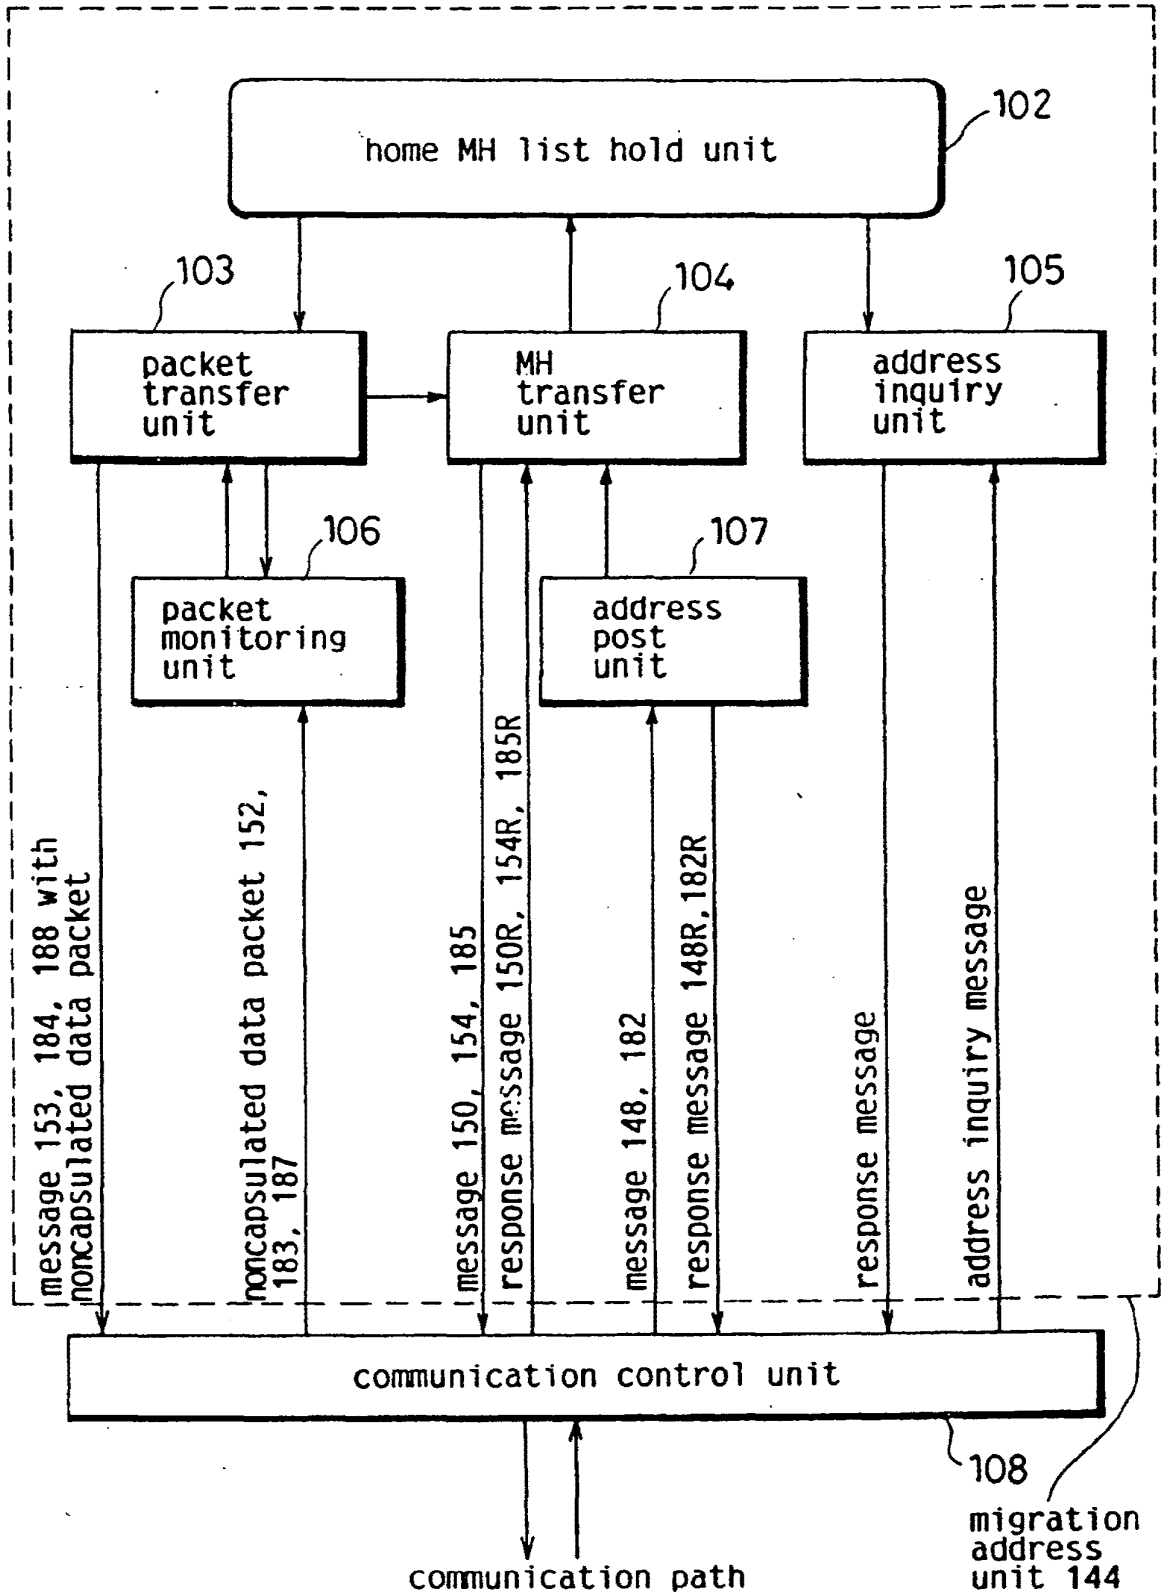 102
home MH list hold unit
103
104
105
packet
transfer
unit
MH
transfer
unit
address
inquiry
unit
106
107
packet
monitoring
unit
address
post
unit
message 153, 184, 188 with
noncapsulated data packet
noncapsulated data packet 152,
183, 187
message 150, 154, 185
response message 150R, 154R, 185R
message 148, 182
response message 148R,182R
response message
address inquiry message
communication control unit
108
migration
address
unit 144
communication path